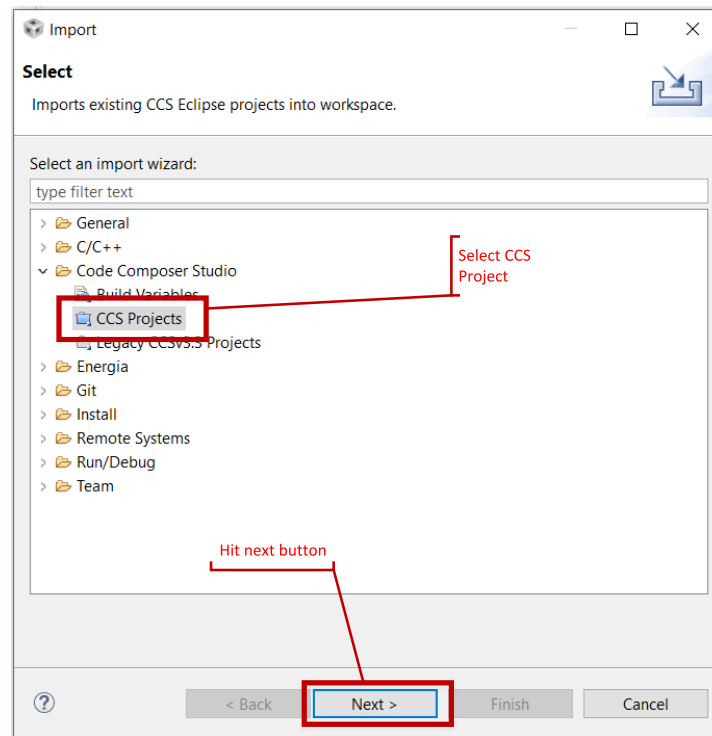 Import
Select
Imports existing CCS Eclipse projects into workspace.
Select an import wizard:
type filter text
General
C/C++
Select CCS
Project
Code Composer Studio
Build Variables
CCS Projects
Legacy CCSv3.3 Projects
Energia
Git
Install
Remote Systems
Run/Debug
Team
Hit next button
< Back
Next >
Finish
Cancel